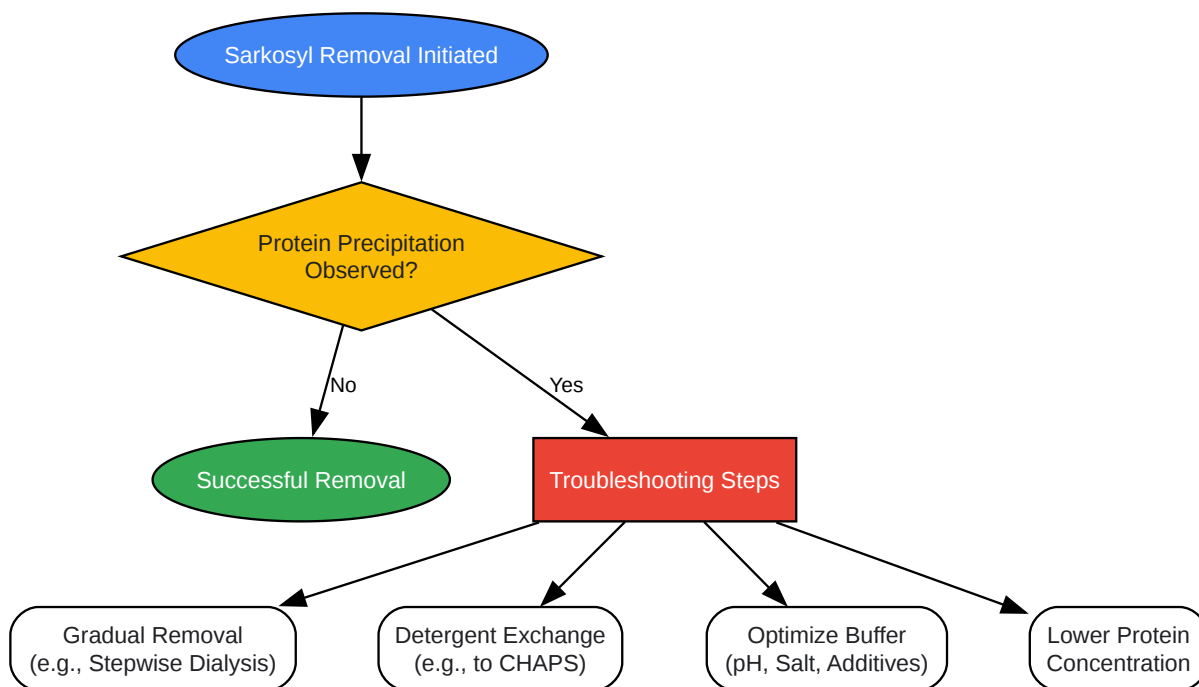 Sarkosyl Removal Initiated
Protein Precipitation
Observed?
No
Yes
Successful Removal
Troubleshooting Steps
Gradual Removal
(e.g., Stepwise Dialysis)
Detergent Exchange
(e.g., to CHAPS)
Optimize Buffer
(pH, Salt, Additives)
Lower Protein
Concentration